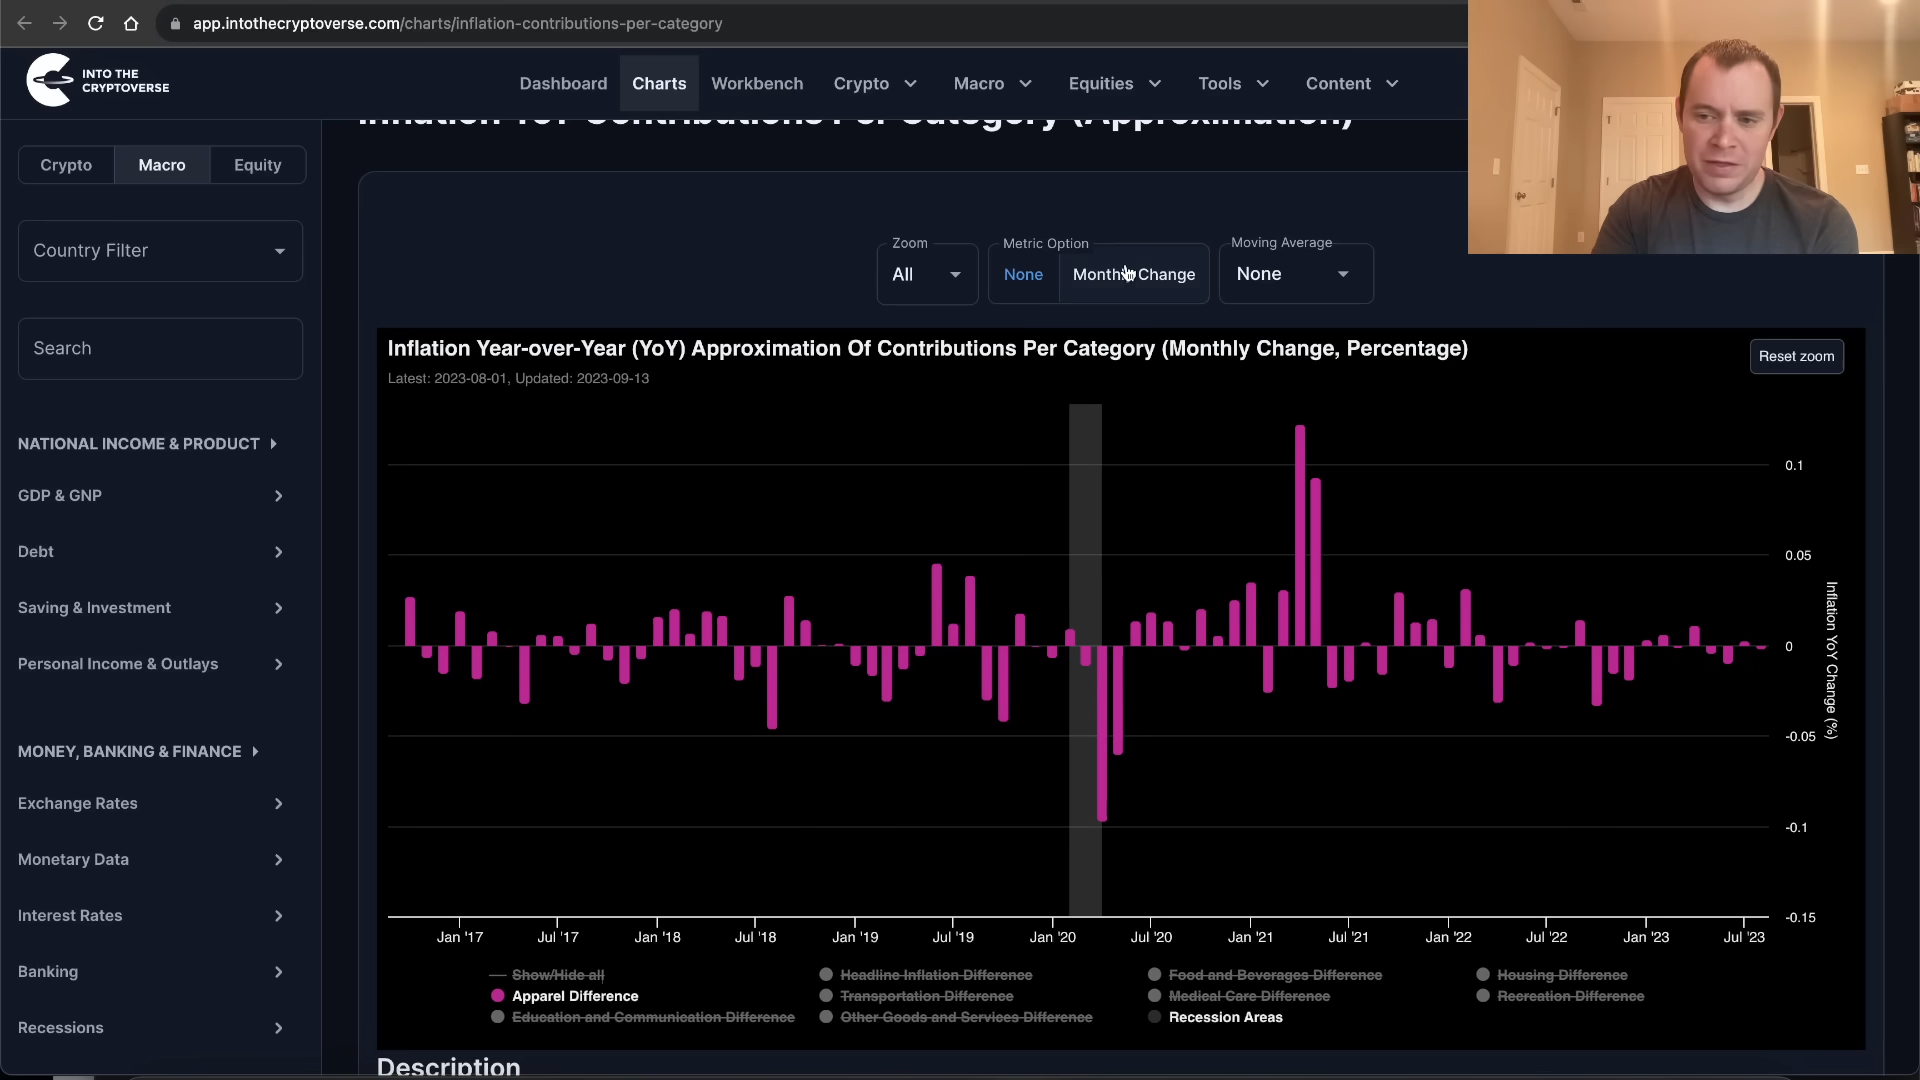 app.intothecryptoverse.com/charts/inflation-contributions-per-category
INTO THE
CRYPTOVERSE
Dashboard
Charts
Workbench
Crypto
Macro
Equities
Tools
Content
Inflation YoY Contributions Per Category (Approximation)
Crypto
Macro
Equity
Country Filter
Search
NATIONAL INCOME & PRODUCT
GDP & GNP
Debt
Saving & Investment
Personal Income & Outlays
MONEY, BANKING & FINANCE
Exchange Rates
Monetary Data
Interest Rates
Banking
Recessions
Zoom
All
Metric Option
None
Monthly Change
Moving Average
None
Inflation Year-over-Year (YoY) Approximation Of Contributions Per Category (Monthly Change, Percentage)
Latest: 2023-08-01, Updated: 2023-09-13
Reset zoom
0.1
0.05
0
-0.05
-0.1
-0.15
Inflation YoY Change (%)
Jan '17
Jul '17
Jan '18
Jul '18
Jan '19
Jul '19
Jan '20
Jul '20
Jan '21
Jul '21
Jan '22
Jul '22
Jan '23
Jul '23
Show/Hide all
Headline Inflation Difference
Food and Beverages Difference
Housing Difference
Apparel Difference
Transportation Difference
Medical Care Difference
Recreation Difference
Education and Communication Difference
Other Goods and Services Difference
Recession Areas
Description